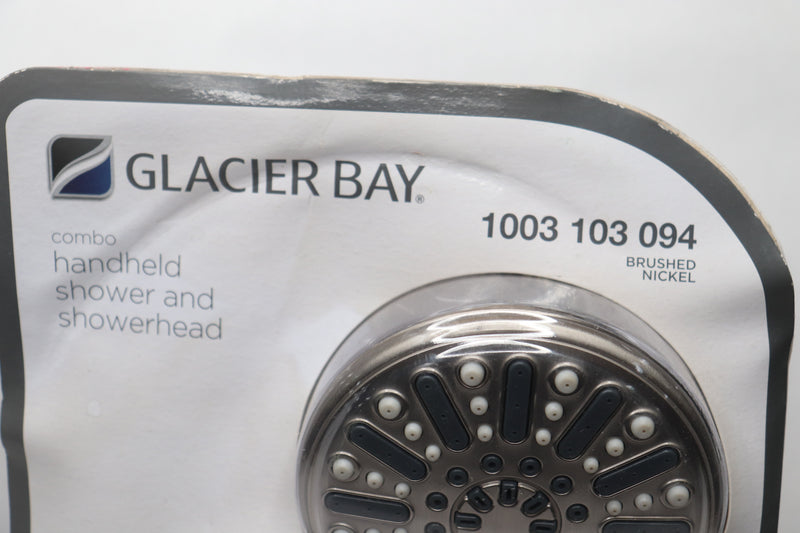 GLACIER BAY®
1003 103 094
BRUSHED
NICKEL
combo
handheld
shower and
showerhead